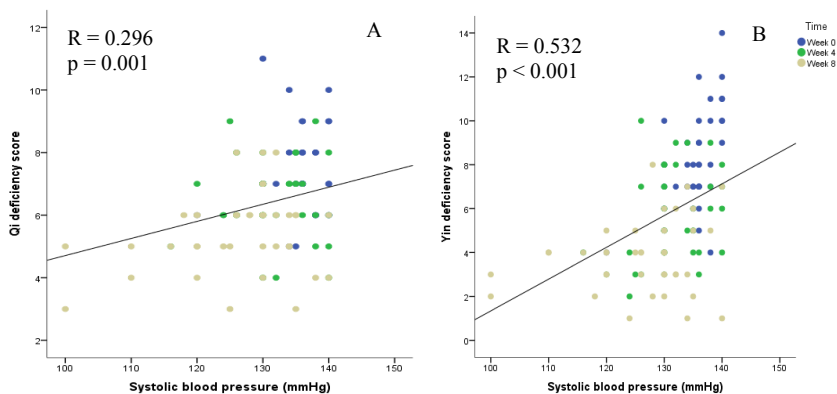 A
R = 0.296
p = 0.001
Qi deficiency score
12
10
8
6
4
2
100
110
120
130
140
150
Systolic blood pressure (mmHg)
B
R = 0.532
p < 0.001
Yin deficiency score
14
12
10
8
6
4
2
0
100
110
120
130
140
150
Systolic blood pressure (mmHg)
Time
Week 0
Week 4
Week 8